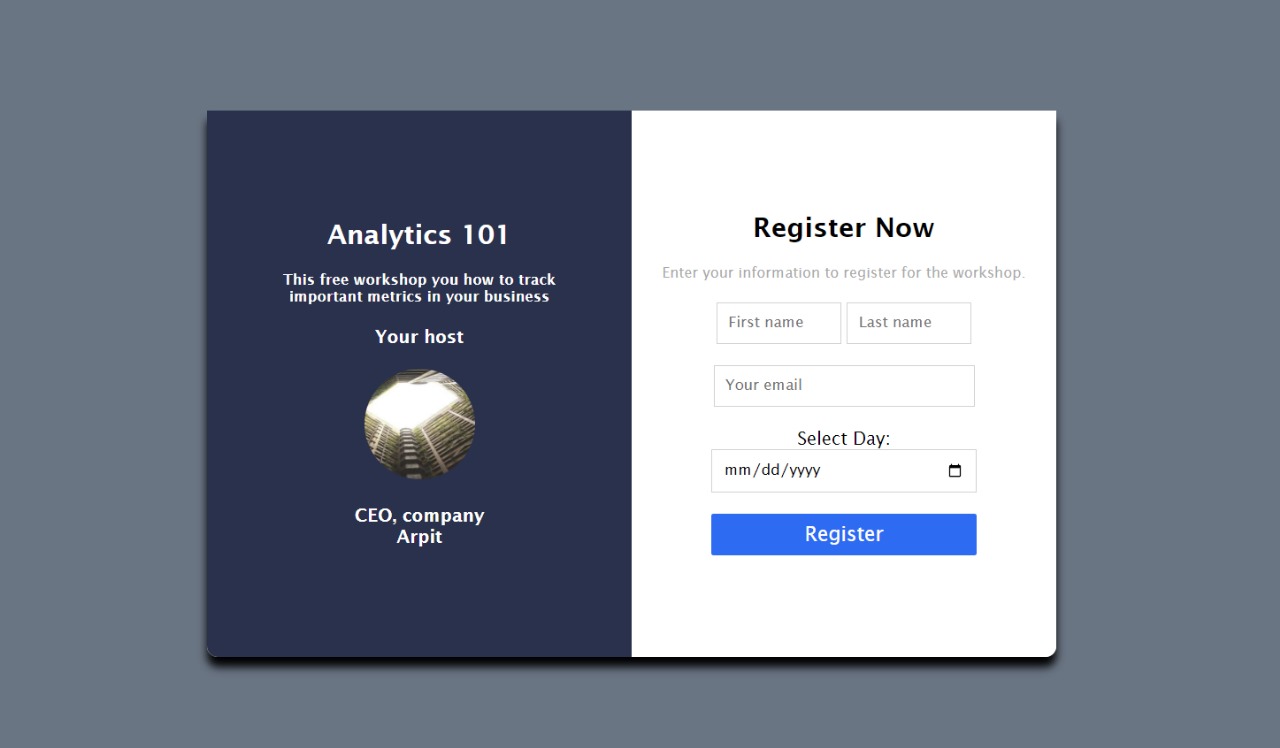 Analytics 101
This free workshop you how to track
important metrics in your business
Your host
CEO, company
Arpit
Register Now
Enter your information to register for the workshop.
First name
Last name
Your email
Select Day:
mm/dd/yyyy
Register